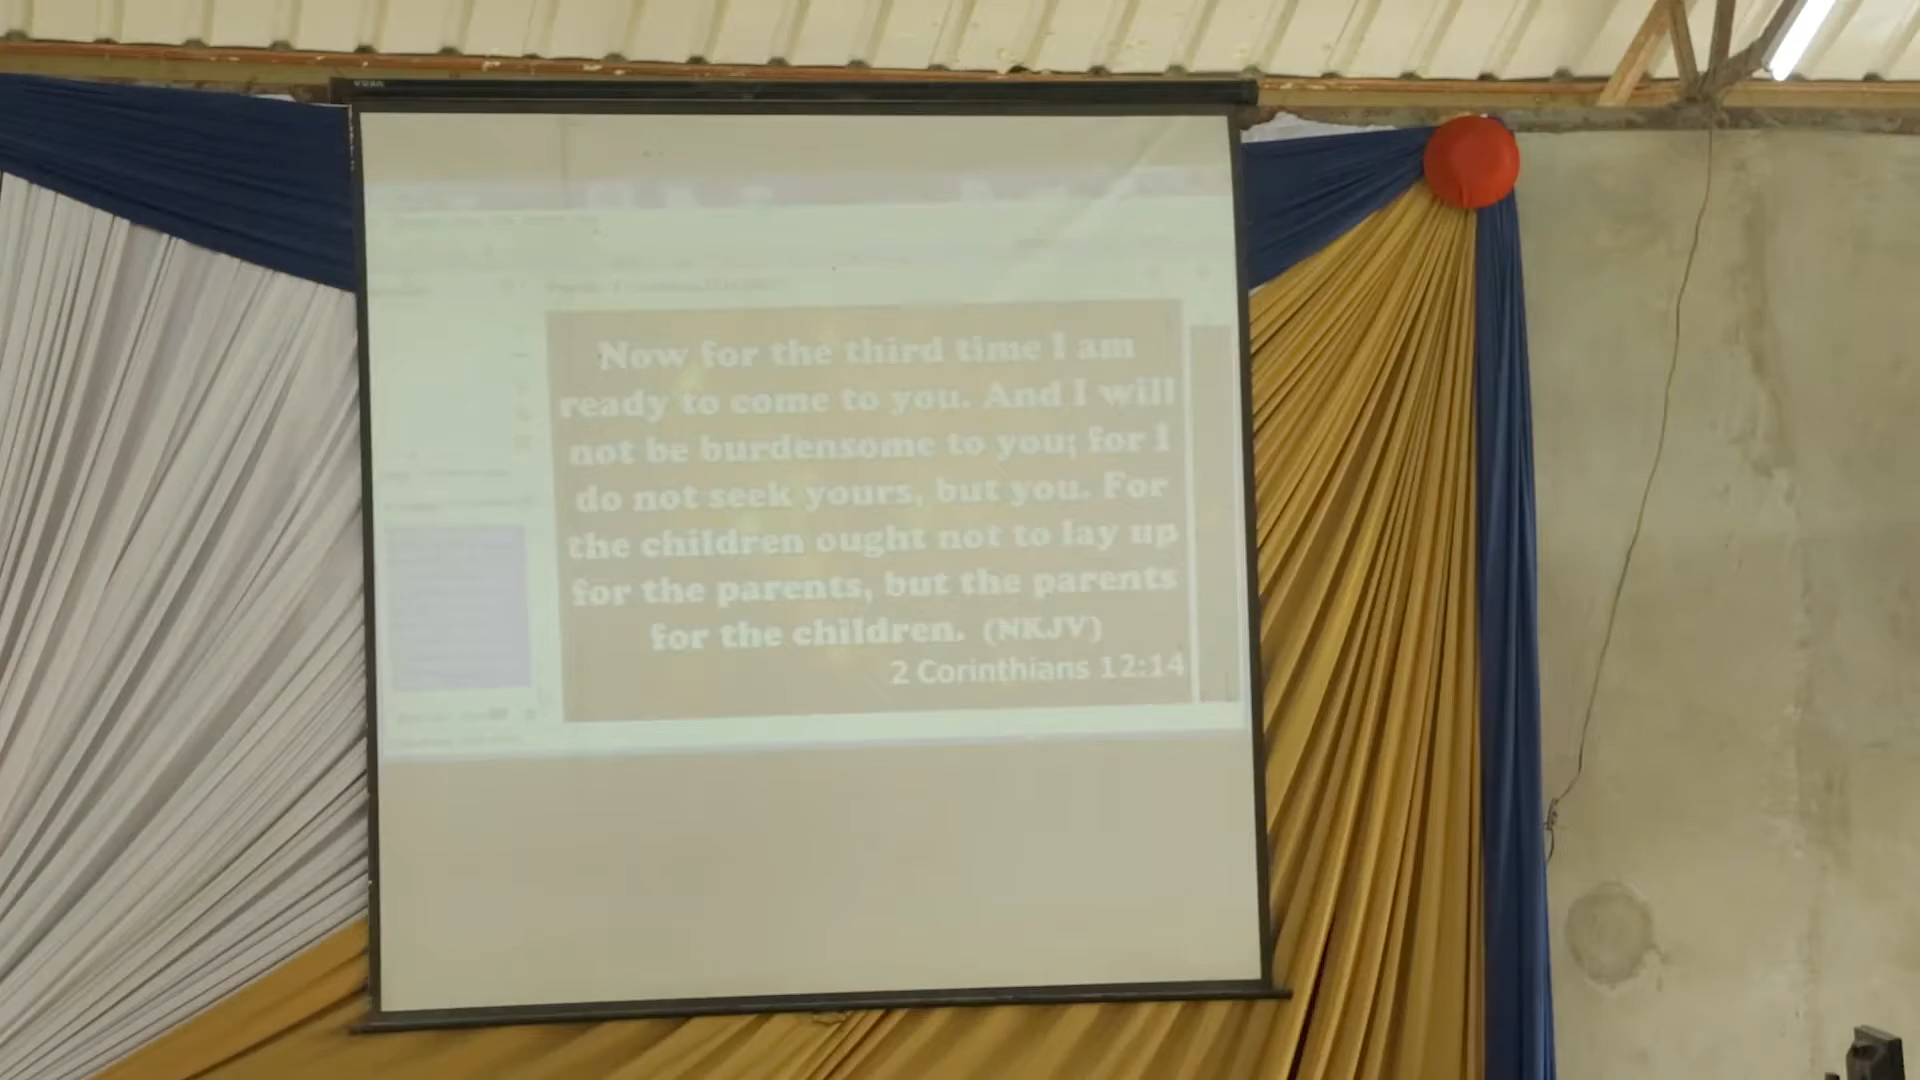 Now for the third time I am
ready to come to you. And I will
not be burdensome to you; for I
do not seek yours, but you. For
the children ought not to lay up
for the parents, but the parents
for the children. (NKJV)
2 Corinthians 12:14